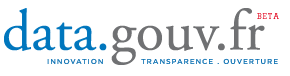 data.gouv.fr BETA
INNOVATION TRANSPARENCE . OUVERTURE